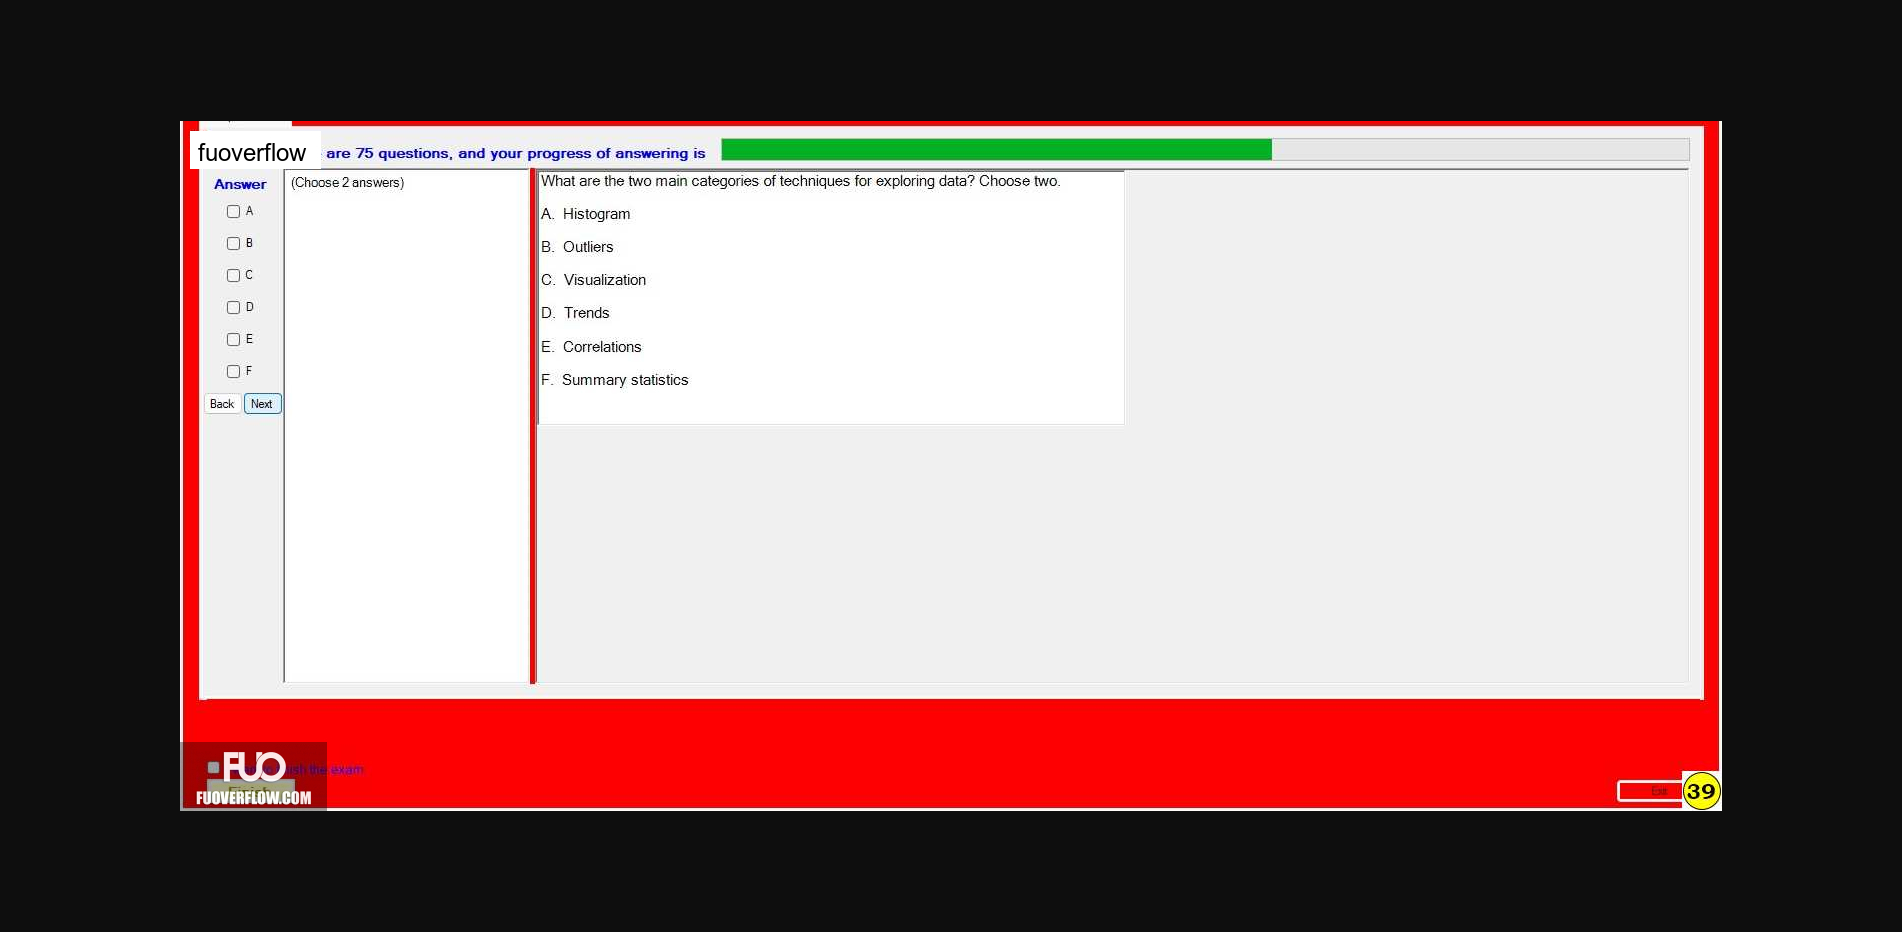 fuoverflow are 75 questions, and your progress of answering is
Answer
(Choose 2 answers)
A
B
C
D
E
F
Back Next
What are the two main categories of techniques for exploring data? Choose two.
A. Histogram
B. Outliers
C. Visualization
D. Trends
E. Correlations
F. Summary statistics
FUO
the exam
Finish
FUOVERFLOW.COM
Exit
39